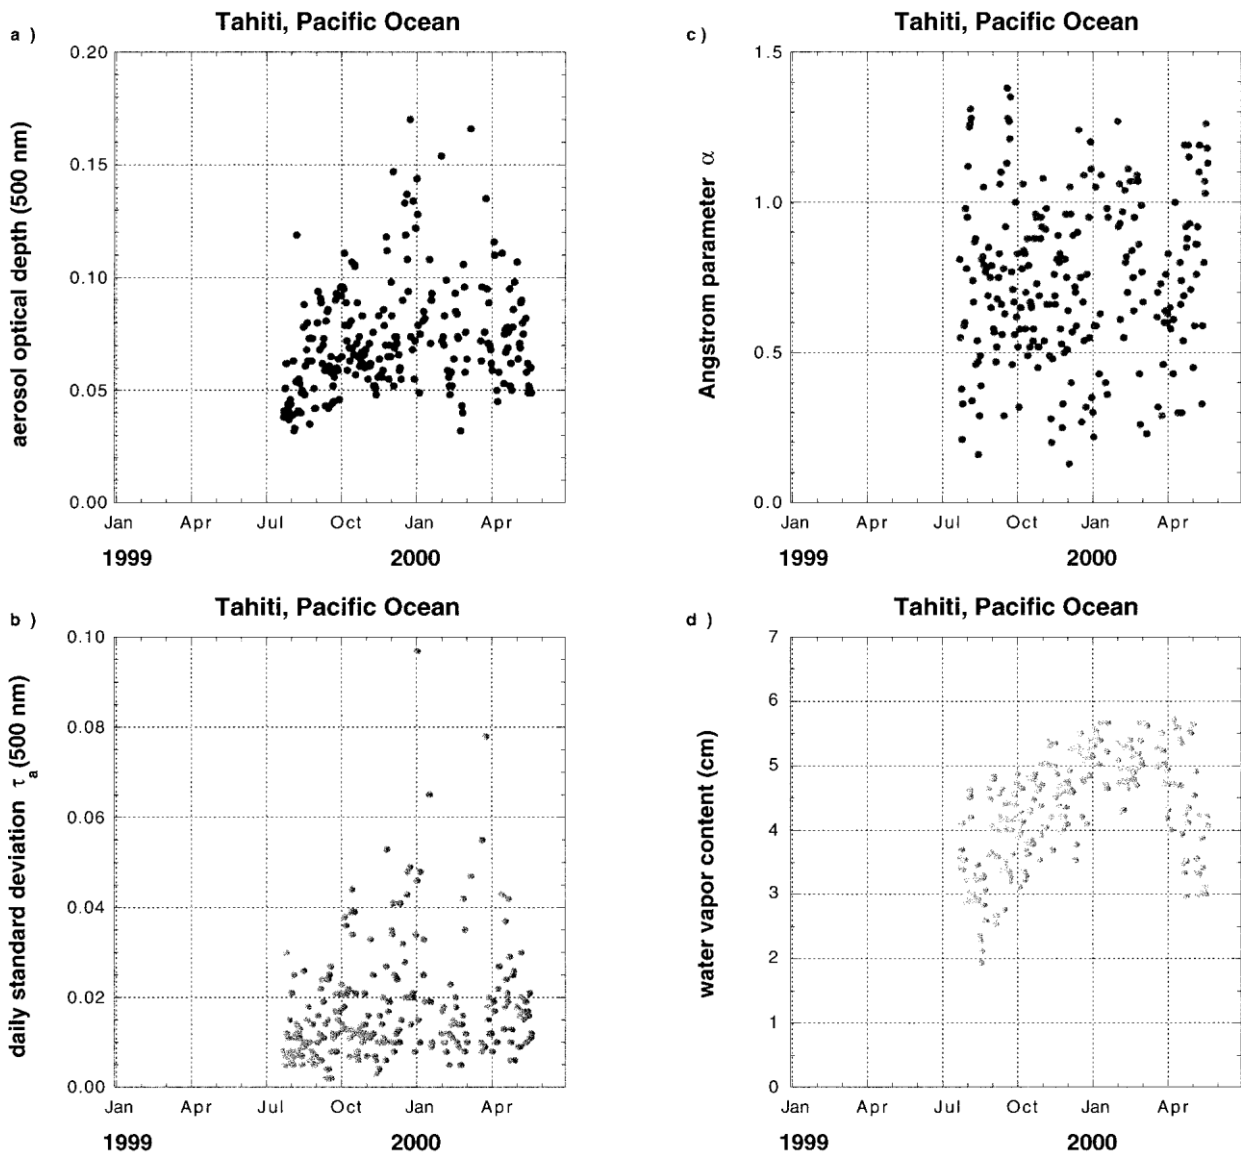 a )
Tahiti, Pacific Ocean
aerosol optical depth (500 nm)
0.20
0.15
0.10
0.05
0.00
Jan Apr Jul Oct Jan Apr
1999 2000
c )
Tahiti, Pacific Ocean
Angstrom parameter α
1.5
1.0
0.5
0.0
Jan Apr Jul Oct Jan Apr
1999 2000
b )
Tahiti, Pacific Ocean
daily standard deviation τa (500 nm)
0.10
0.08
0.06
0.04
0.02
0.00
Jan Apr Jul Oct Jan Apr
1999 2000
d )
Tahiti, Pacific Ocean
water vapor content (cm)
7
6
5
4
3
2
1
0
Jan Apr Jul Oct Jan Apr
1999 2000